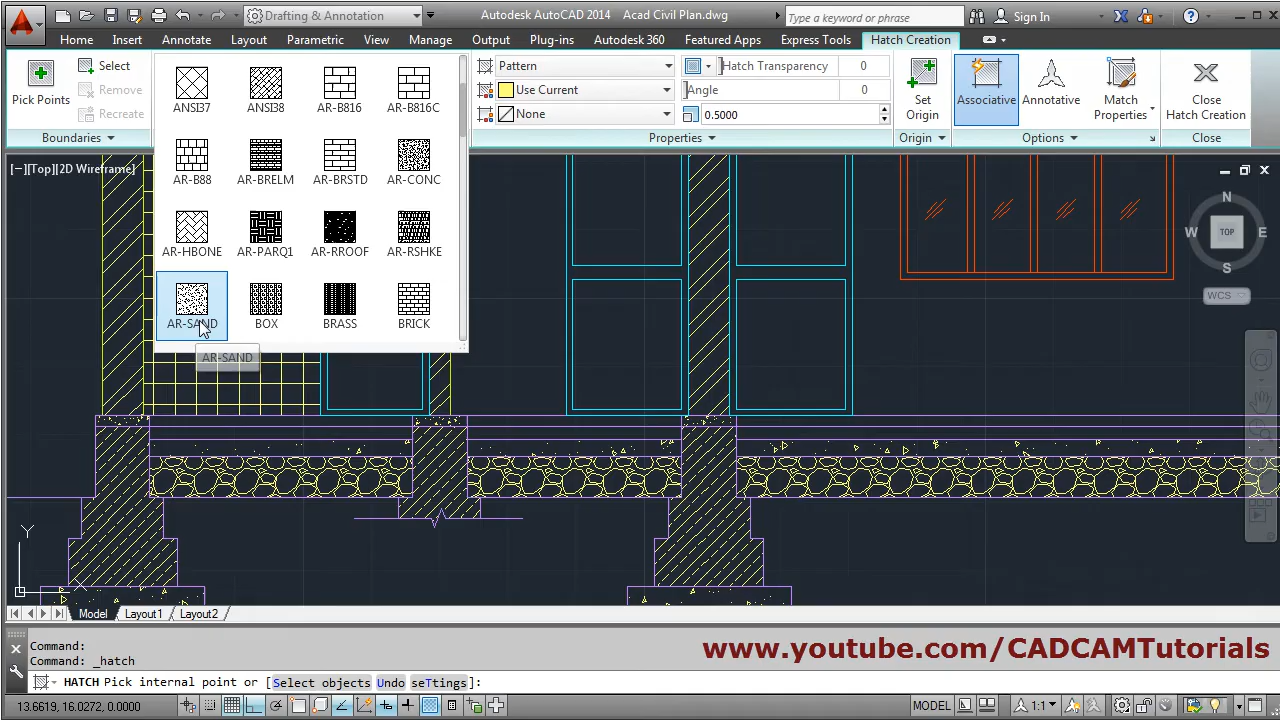 Drafting & Annotation
Autodesk AutoCAD 2014 Acad Civil Plan.dwg
Type a keyword or phrase
Sign In
Home Insert Annotate Layout Parametric View Manage Output Plug-ins Autodesk 360 Featured Apps Express Tools Hatch Creation
Pick Points
Select
Remove
Recreate
Boundaries
ANSI37 ANSI38 AR-B816 AR-B816C
AR-B88 AR-BRELM AR-BRSTD AR-CONC
AR-HBONE AR-PARQ1 AR-RROOF AR-RSHKE
AR-SAND BOX BRASS BRICK
AR-SAND
Pattern
Use Current
None
Hatch Transparency 0
Angle 0
0.5000
Properties
Set Origin
Origin
Associative
Annotative
Match Properties
Options
Close Hatch Creation
Close
[−][Top][2D Wireframe]
N
W TOP E
S
WCS
Y
Model Layout1 Layout2
Command:
Command: _hatch
www.youtube.com/CADCAMTutorials
HATCH Pick internal point or [Select objects Undo seTtings]:
13.6619, 16.0272, 0.0000
MODEL
1:1